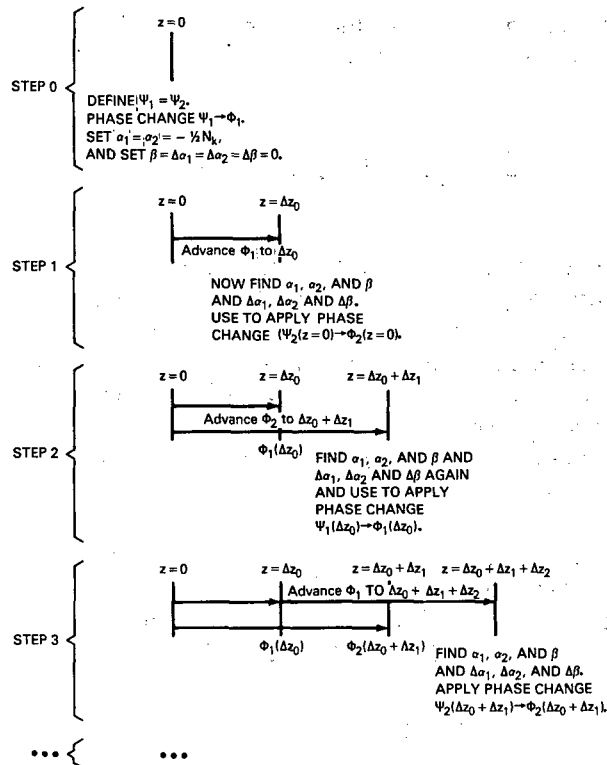 z=0
STEP 0
DEFINE Ψ₁ = Ψ₂.
PHASE CHANGE Ψ₁→Φ₁.
SET α₁ = α₂ = − ½ Nₖ,
AND SET β = Δα₁ = Δα₂ = Δβ = 0.
z = 0 z = Δz₀
Advance Φ₁ to Δz₀
STEP 1
NOW FIND α₁, α₂, AND β
AND Δα₁, Δα₂ AND Δβ.
USE TO APPLY PHASE
CHANGE (Ψ₂(z=0)→Φ₂(z=0).
z=0 z=Δz₀ z=Δz₀ + Δz₁
Advance Φ₂ to Δz₀ + Δz₁
STEP 2
Φ₁(Δz₀)
FIND α₁, α₂, AND β AND
Δα₁, Δα₂ AND Δβ AGAIN
AND USE TO APPLY
PHASE CHANGE
Ψ₁(Δz₀)→Φ₁(Δz₀).
z=0 z=Δz₀ z=Δz₀ + Δz₁ z=Δz₀ + Δz₁ + Δz₂
Advance Φ₁ TO Δz₀ + Δz₁ + Δz₂
STEP 3
Φ₁(Δz₀) Φ₂(Δz₀ + Δz₁)
FIND α₁, α₂, AND β
AND Δα₁, Δα₂, AND Δβ.
APPLY PHASE CHANGE
Ψ₂(Δz₀ + Δz₁)→Φ₂(Δz₀ + Δz₁).
••• •••